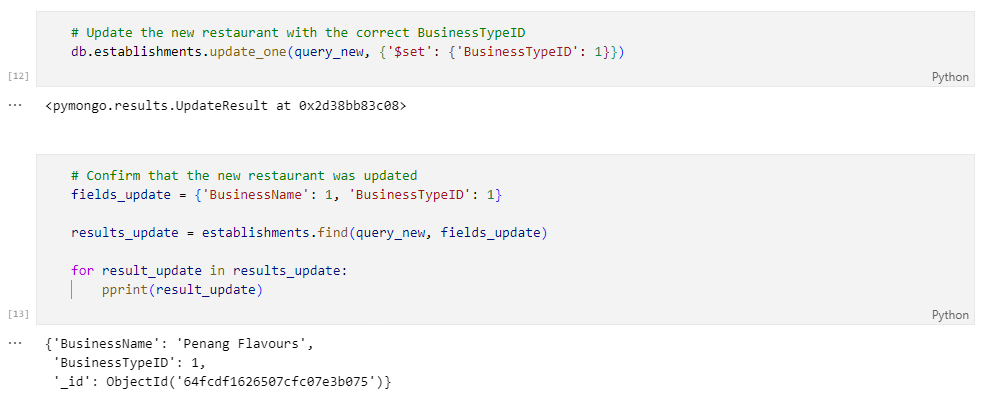 # Update the new restaurant with the correct BusinessTypeID
db.establishments.update_one(query_new, {'$set': {'BusinessTypeID': 1}})
[12]
Python
... <pymongo.results.UpdateResult at 0x2d38bb83c08>
# Confirm that the new restaurant was updated
fields_update = {'BusinessName': 1, 'BusinessTypeID': 1}
results_update = establishments.find(query_new, fields_update)
for result_update in results_update:
    pprint(result_update)
[13]
Python
... {'BusinessName': 'Penang Flavours',
 'BusinessTypeID': 1,
 '_id': ObjectId('64fcdf1626507cfc07e3b075')}